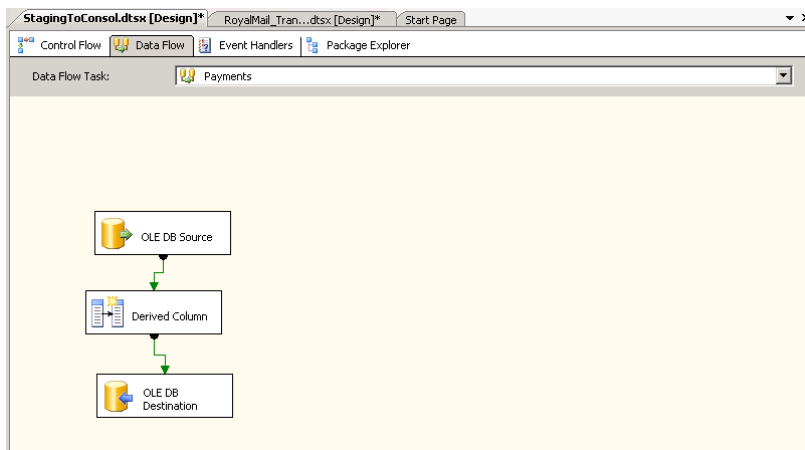 StagingToConsol.dtsx [Design]* RoyalMail_Tran...dtsx [Design]* Start Page
Control Flow Data Flow Event Handlers Package Explorer
Data Flow Task: Payments
OLE DB Source
Derived Column
OLE DB
Destination